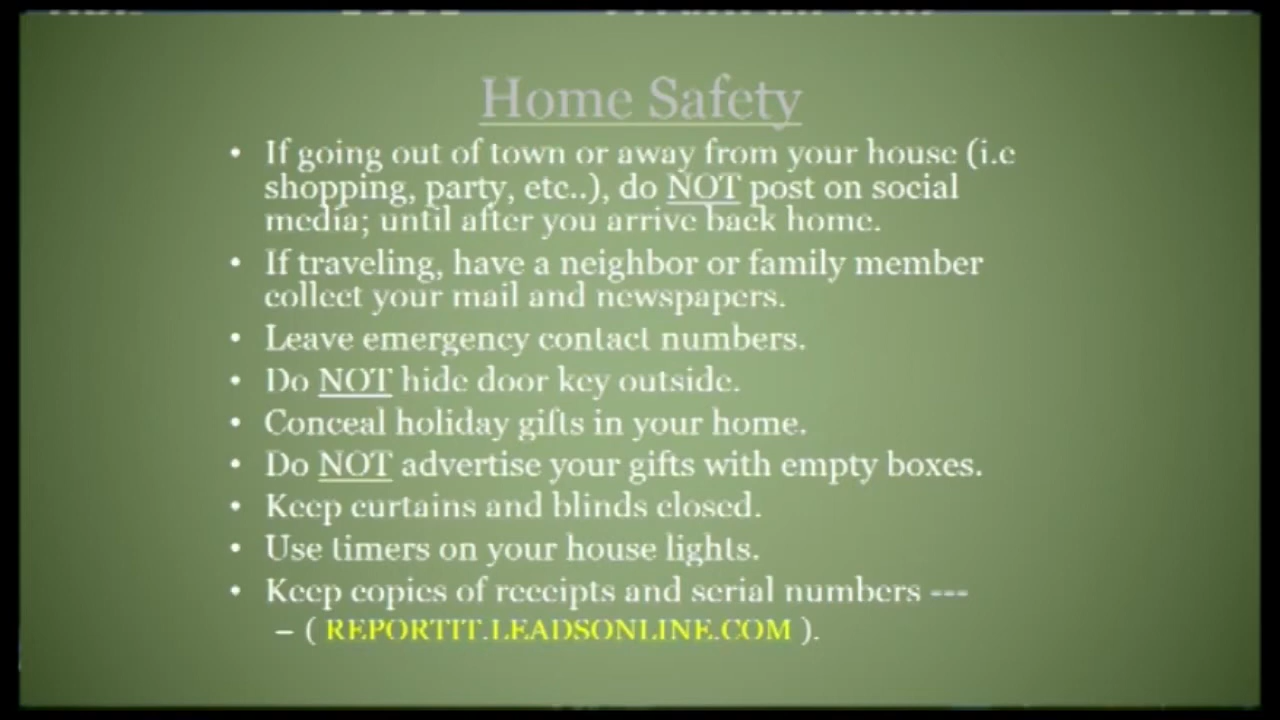 Home Safety
• If going out of town or away from your house (i.e
shopping, party, etc..), do NOT post on social
media; until after you arrive back home.
• If traveling, have a neighbor or family member
collect your mail and newspapers.
• Leave emergency contact numbers.
• Do NOT hide door key outside.
• Conceal holiday gifts in your home.
• Do NOT advertise your gifts with empty boxes.
• Keep curtains and blinds closed.
• Use timers on your house lights.
• Keep copies of receipts and serial numbers ---
– ( REPORTIT.LEADSONLINE.COM ).